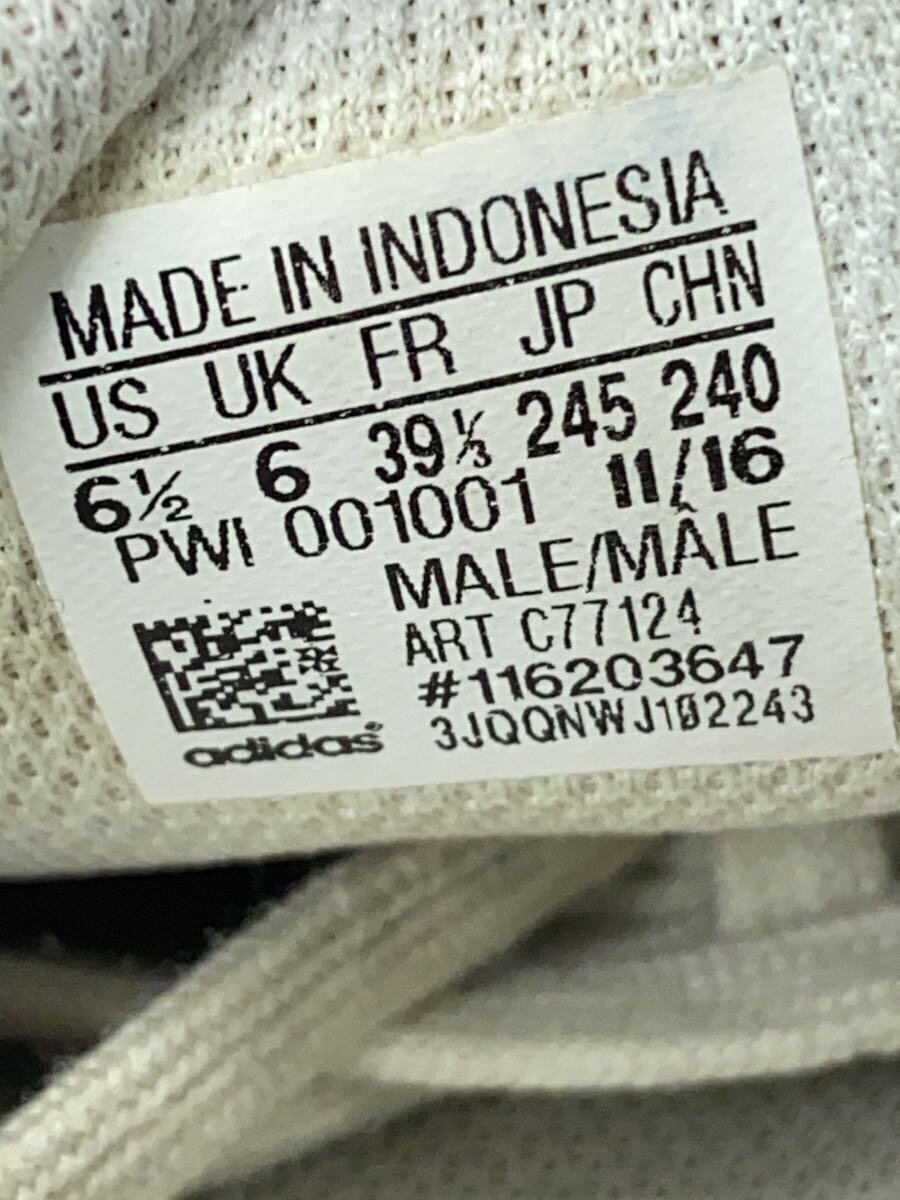 MADE IN INDONESIA
US UK FR JP CHN
6½ 6 39⅓ 245 240
PWI 001001 11/16
MALE/MÂLE
ART C77124
#116203647
adidas® 3JQQNWJ102243